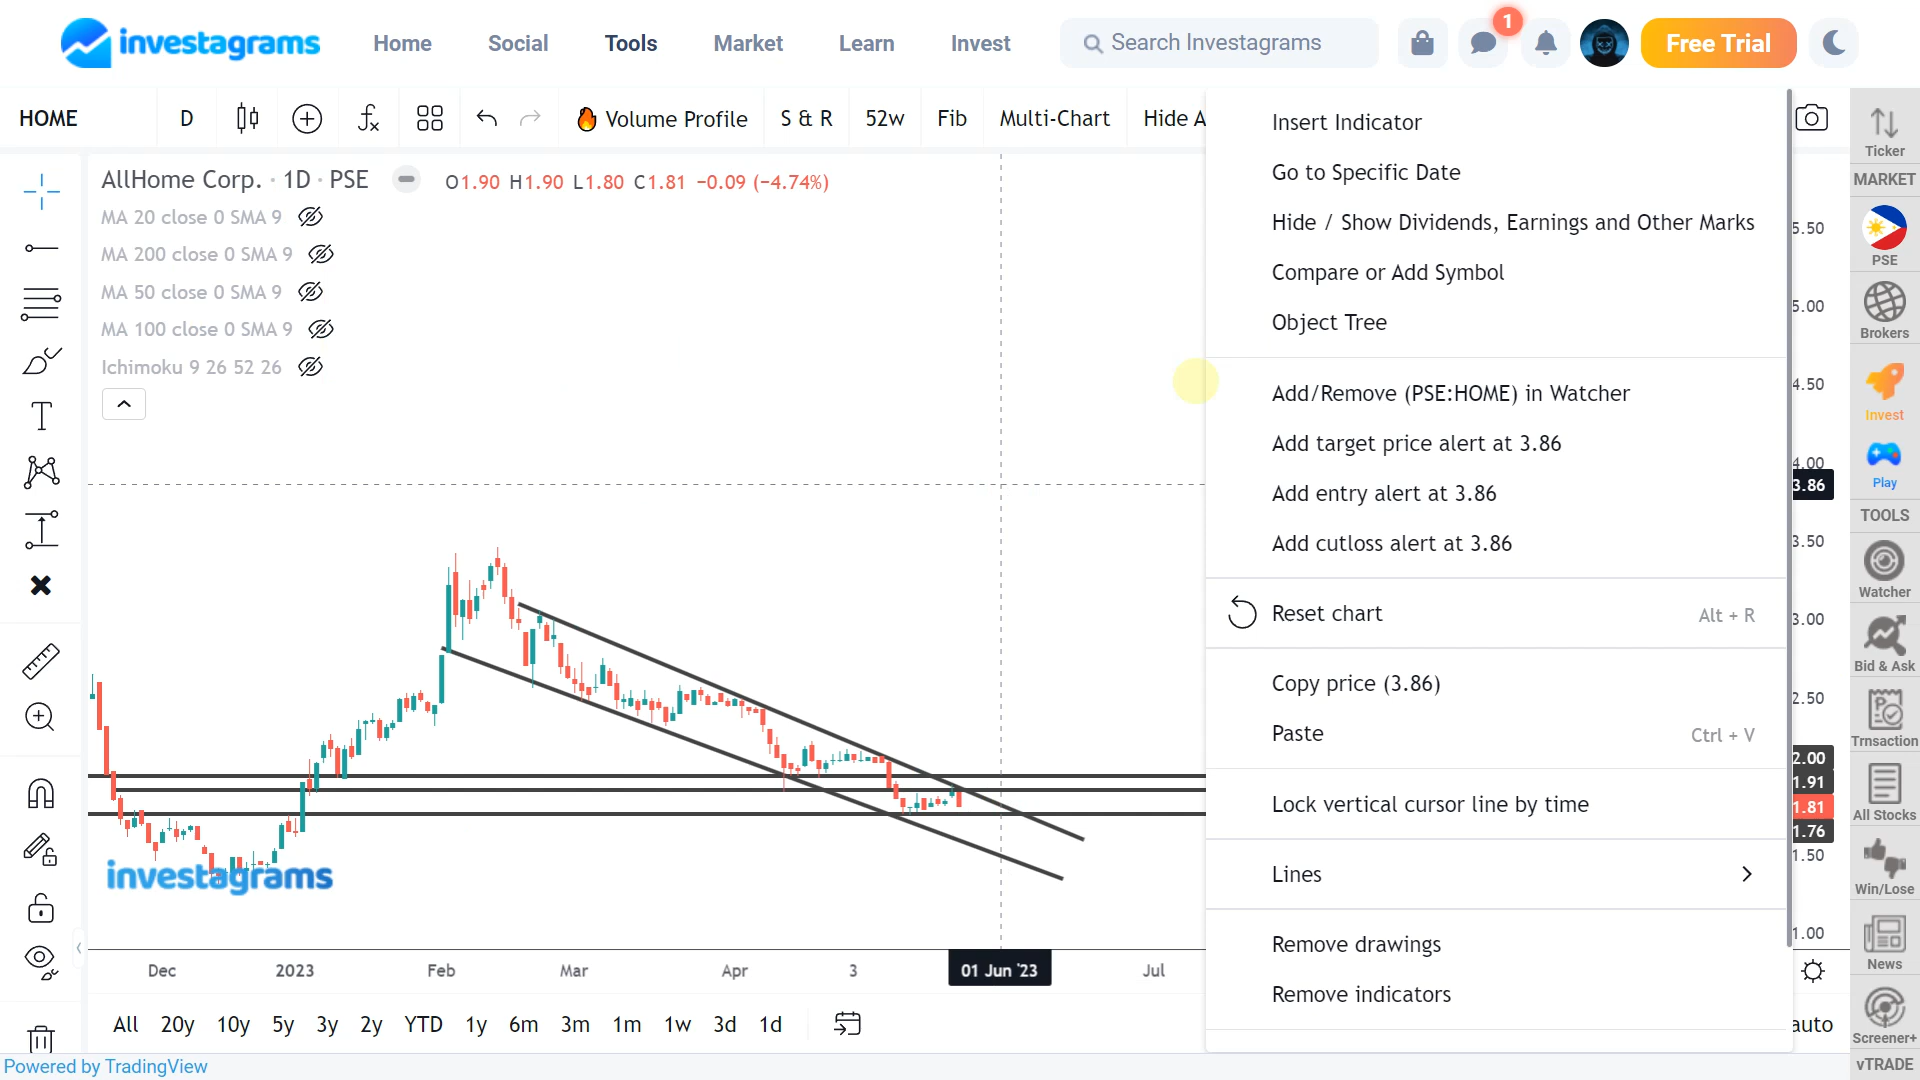 investagrams
Home
Social
Tools
Market
Learn
Invest
Search Investagrams
1
Free Trial
HOME
D
Volume Profile
S & R
52w
Fib
Multi-Chart
Hide A
AllHome Corp. · 1D · PSE
O1.90 H1.90 L1.80 C1.81 −0.09 (−4.74%)
MA 20 close 0 SMA 9
MA 200 close 0 SMA 9
MA 50 close 0 SMA 9
MA 100 close 0 SMA 9
Ichimoku 9 26 52 26
investagrams
Insert Indicator
Go to Specific Date
Hide / Show Dividends, Earnings and Other Marks
Compare or Add Symbol
Object Tree
Add/Remove (PSE:HOME) in Watcher
Add target price alert at 3.86
Add entry alert at 3.86
Add cutloss alert at 3.86
Reset chart Alt + R
Copy price (3.86)
Paste Ctrl + V
Lock vertical cursor line by time
Lines
Remove drawings
Remove indicators
5.50
5.00
4.50
4.00
3.86
3.50
3.00
2.50
2.00
1.91
1.81
1.76
1.50
1.00
Dec
2023
Feb
Mar
Apr
3
01 Jun '23
Jul
All 20y 10y 5y 3y 2y YTD 1y 6m 3m 1m 1w 3d 1d
auto
Powered by TradingView
Ticker
MARKET
PSE
Brokers
Invest
Play
TOOLS
Watcher
Bid & Ask
Trnsaction
All Stocks
Win/Lose
News
Screener+
vTRADE